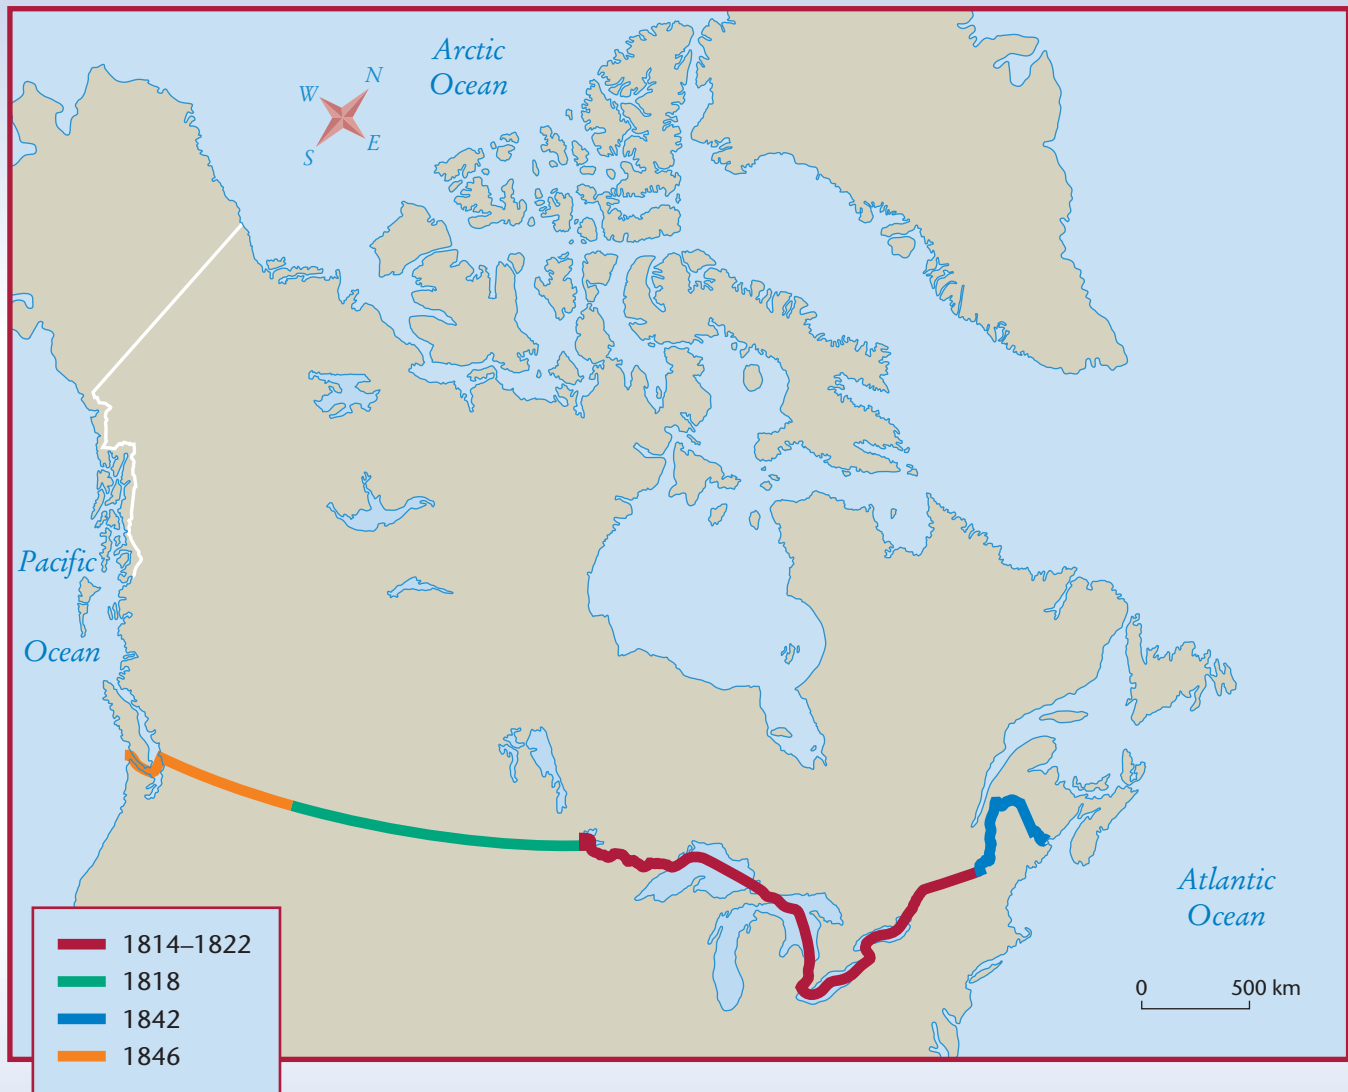 Arctic
Ocean
N
W
E
S
Pacific
Ocean
Atlantic
Ocean
0 500 km
1814–1822
1818
1842
1846